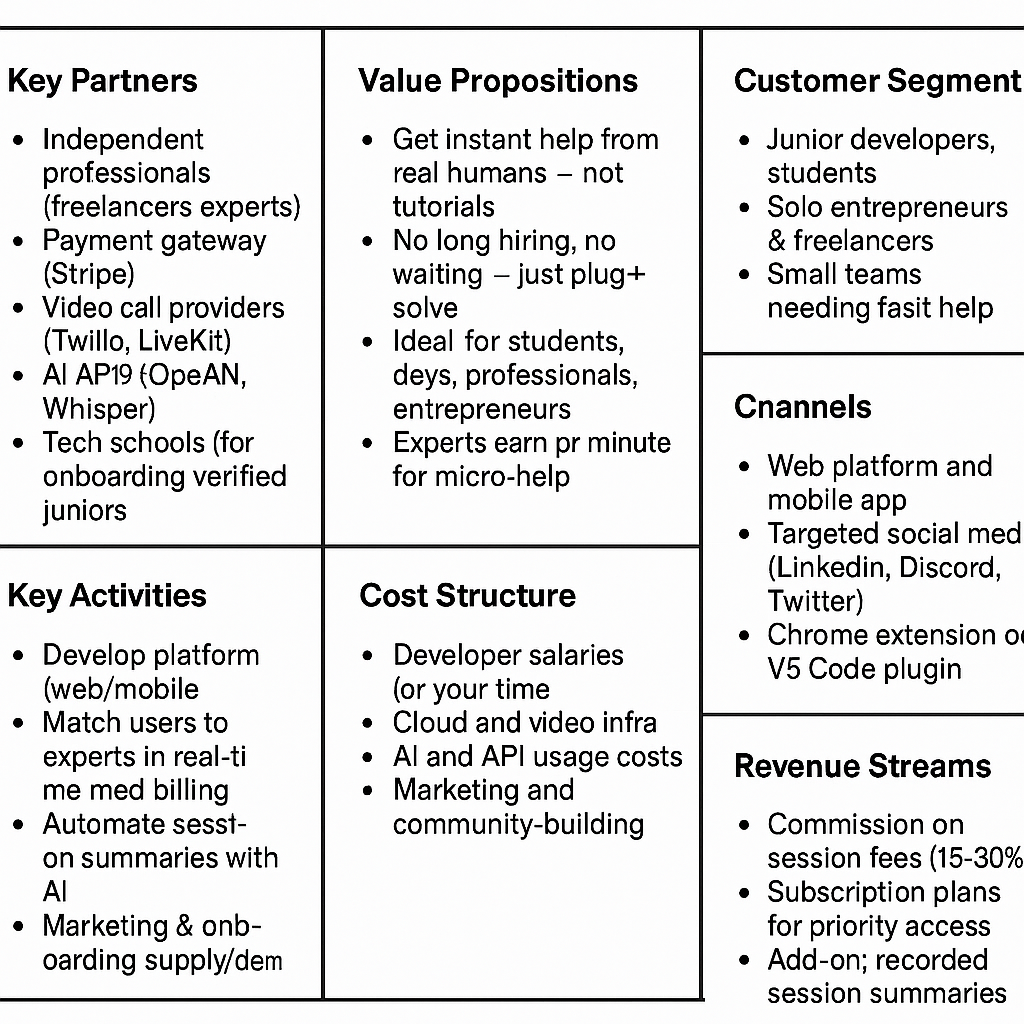 Key Partners
• Independent
professionals
(freelancers experts)
• Payment gateway
(Stripe)
• Video call providers
(Twillo, LiveKit)
• AI AP19 (OpeAN,
Whisper)
• Tech schools (for
onboarding verified
juniors
Value Propositions
• Get instant help from
real humans – not
tutorials
• No long hiring, no
waiting – just plug+
solve
• Ideal for students,
deys, professionals,
entrepreneurs
• Experts earn pr minute
for micro-help
Customer Segment
• Junior developers,
students
• Solo entrepreneurs
& freelancers
• Small teams
needing fasit help
Cnannels
• Web platform and
mobile app
• Targeted social med
(Linkedin, Discord,
Twitter)
• Chrome extension oc
V5 Code plugin
Key Activities
• Develop platform
(web/mobile
• Match users to
experts in real-ti
me med billing
• Automate sesst-
on summaries with
AI
• Marketing & onb-
oarding supply/dem
Cost Structure
• Developer salaries
(or your time
• Cloud and video infra
• AI and API usage costs
• Marketing and
community-building
Revenue Streams
• Commission on
session fees (15-30%
• Subscription plans
for priority access
• Add-on; recorded
session summaries